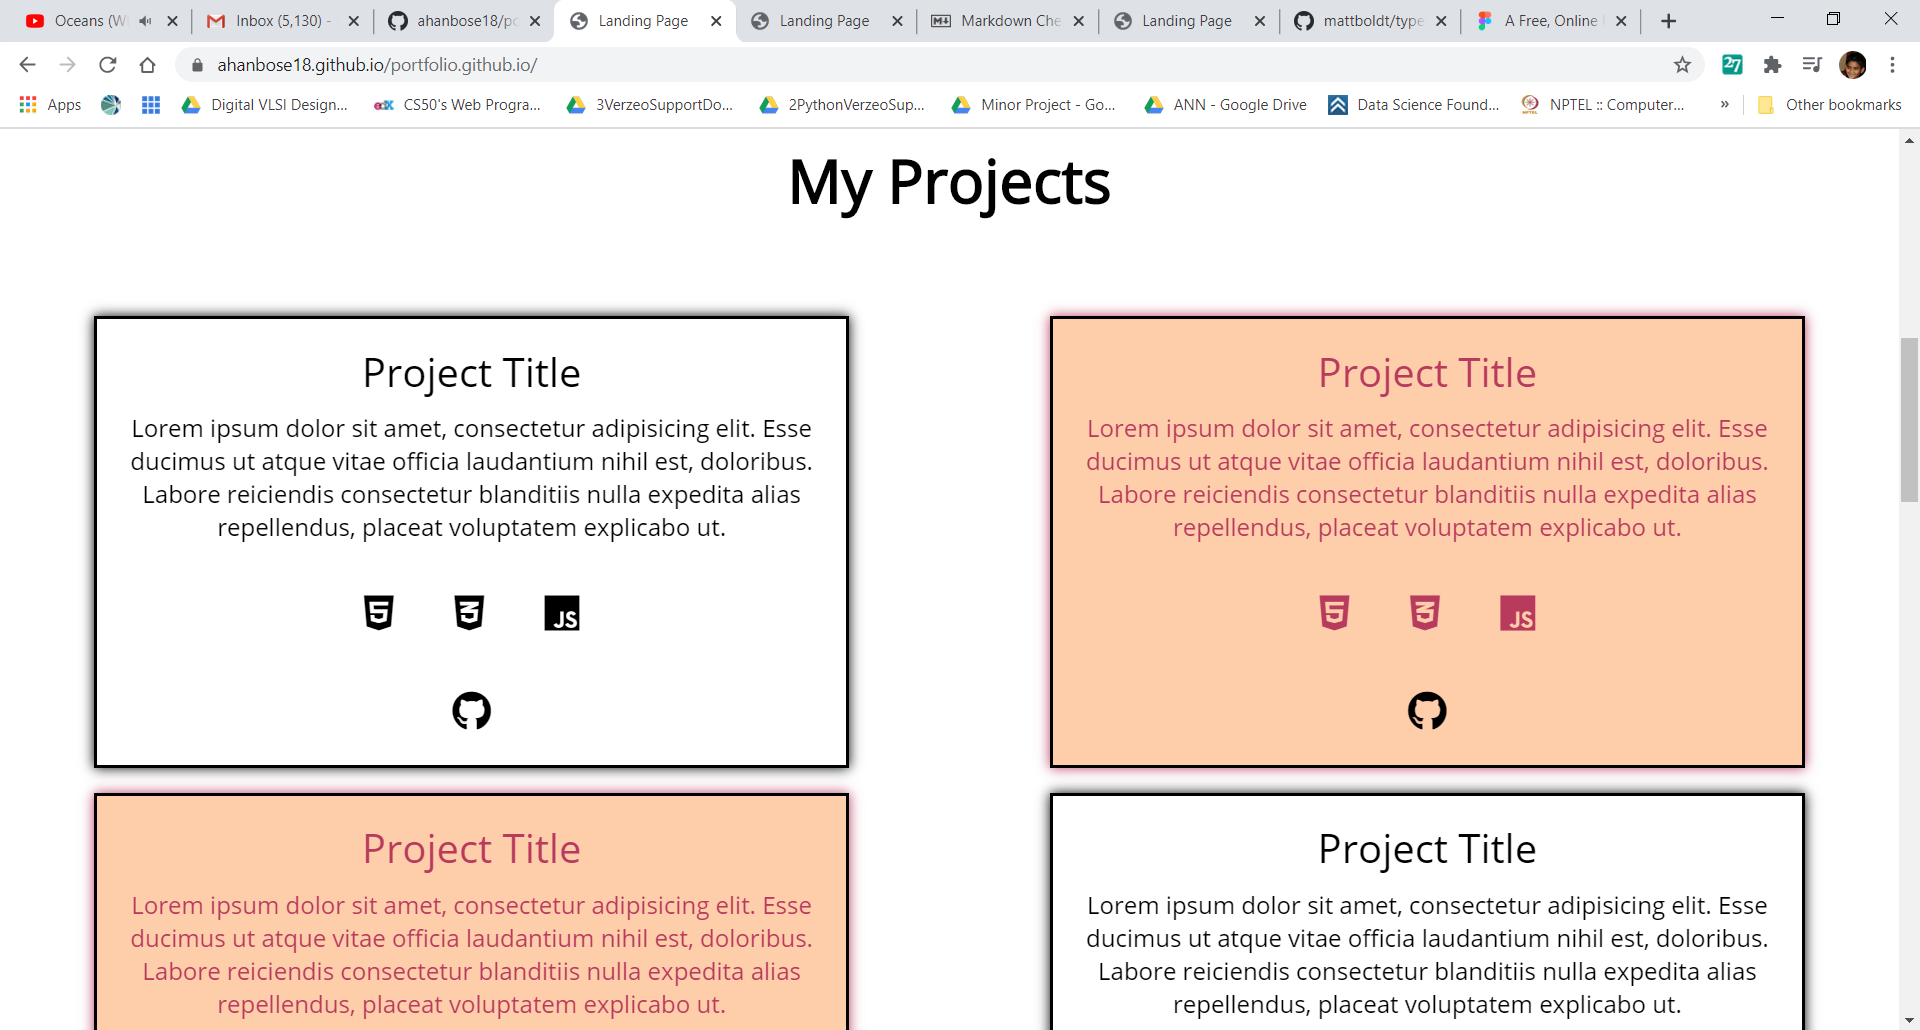 Oceans (W
Inbox (5,130) -
ahanbose18/po
Landing Page
Landing Page
Markdown Che
Landing Page
mattboldt/type
A Free, Online
ahanbose18.github.io/portfolio.github.io/
27
Apps
Digital VLSI Design...
edX
CS50's Web Progra...
3VerzeoSupportDo...
2PythonVerzeoSup...
Minor Project - Go...
ANN - Google Drive
Data Science Found...
NPTEL
NPTEL :: Computer...
»
Other bookmarks
My Projects
Project Title
Lorem ipsum dolor sit amet, consectetur adipisicing elit. Esse
ducimus ut atque vitae officia laudantium nihil est, doloribus.
Labore reiciendis consectetur blanditiis nulla expedita alias
repellendus, placeat voluptatem explicabo ut.
5
3
JS
Project Title
Lorem ipsum dolor sit amet, consectetur adipisicing elit. Esse
ducimus ut atque vitae officia laudantium nihil est, doloribus.
Labore reiciendis consectetur blanditiis nulla expedita alias
repellendus, placeat voluptatem explicabo ut.
5
3
JS
Project Title
Lorem ipsum dolor sit amet, consectetur adipisicing elit. Esse
ducimus ut atque vitae officia laudantium nihil est, doloribus.
Labore reiciendis consectetur blanditiis nulla expedita alias
repellendus, placeat voluptatem explicabo ut.
Project Title
Lorem ipsum dolor sit amet, consectetur adipisicing elit. Esse
ducimus ut atque vitae officia laudantium nihil est, doloribus.
Labore reiciendis consectetur blanditiis nulla expedita alias
repellendus, placeat voluptatem explicabo ut.